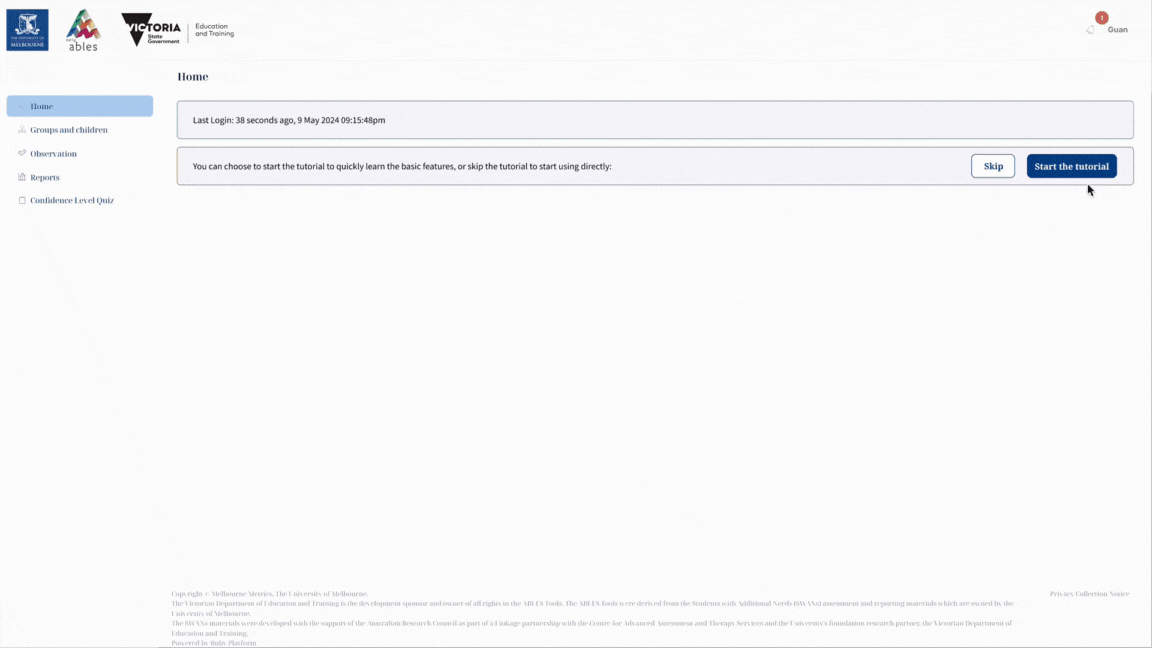 THE UNIVERSITY OF
MELBOURNE
ables
VICTORIA
State
Government
Education
and Training
1
Guan
Home
Home
Groups and children
Observation
Reports
Confidence Level Quiz
Last Login: 38 seconds ago, 9 May 2024 09:15:48pm
You can choose to start the tutorial to quickly learn the basic features, or skip the tutorial to start using directly:
Skip
Start the tutorial
Copyright © Melbourne Metrics, The University of Melbourne.
The Victorian Department of Education and Training is the development sponsor and owner of all rights in the ABLES Tools. The ABLES Tools were derived from the Students with Additional Needs (SWANs) assessment and reporting materials which are owned by the
University of Melbourne.
The SWANs materials were developed with the support of the Australian Research Council as part of a Linkage partnership with the Centre for Advanced Assessment and Therapy Services and the University's foundation research partner, the Victorian Department of
Education and Training.
Powered by Ruby Platform
Privacy Collection Notice